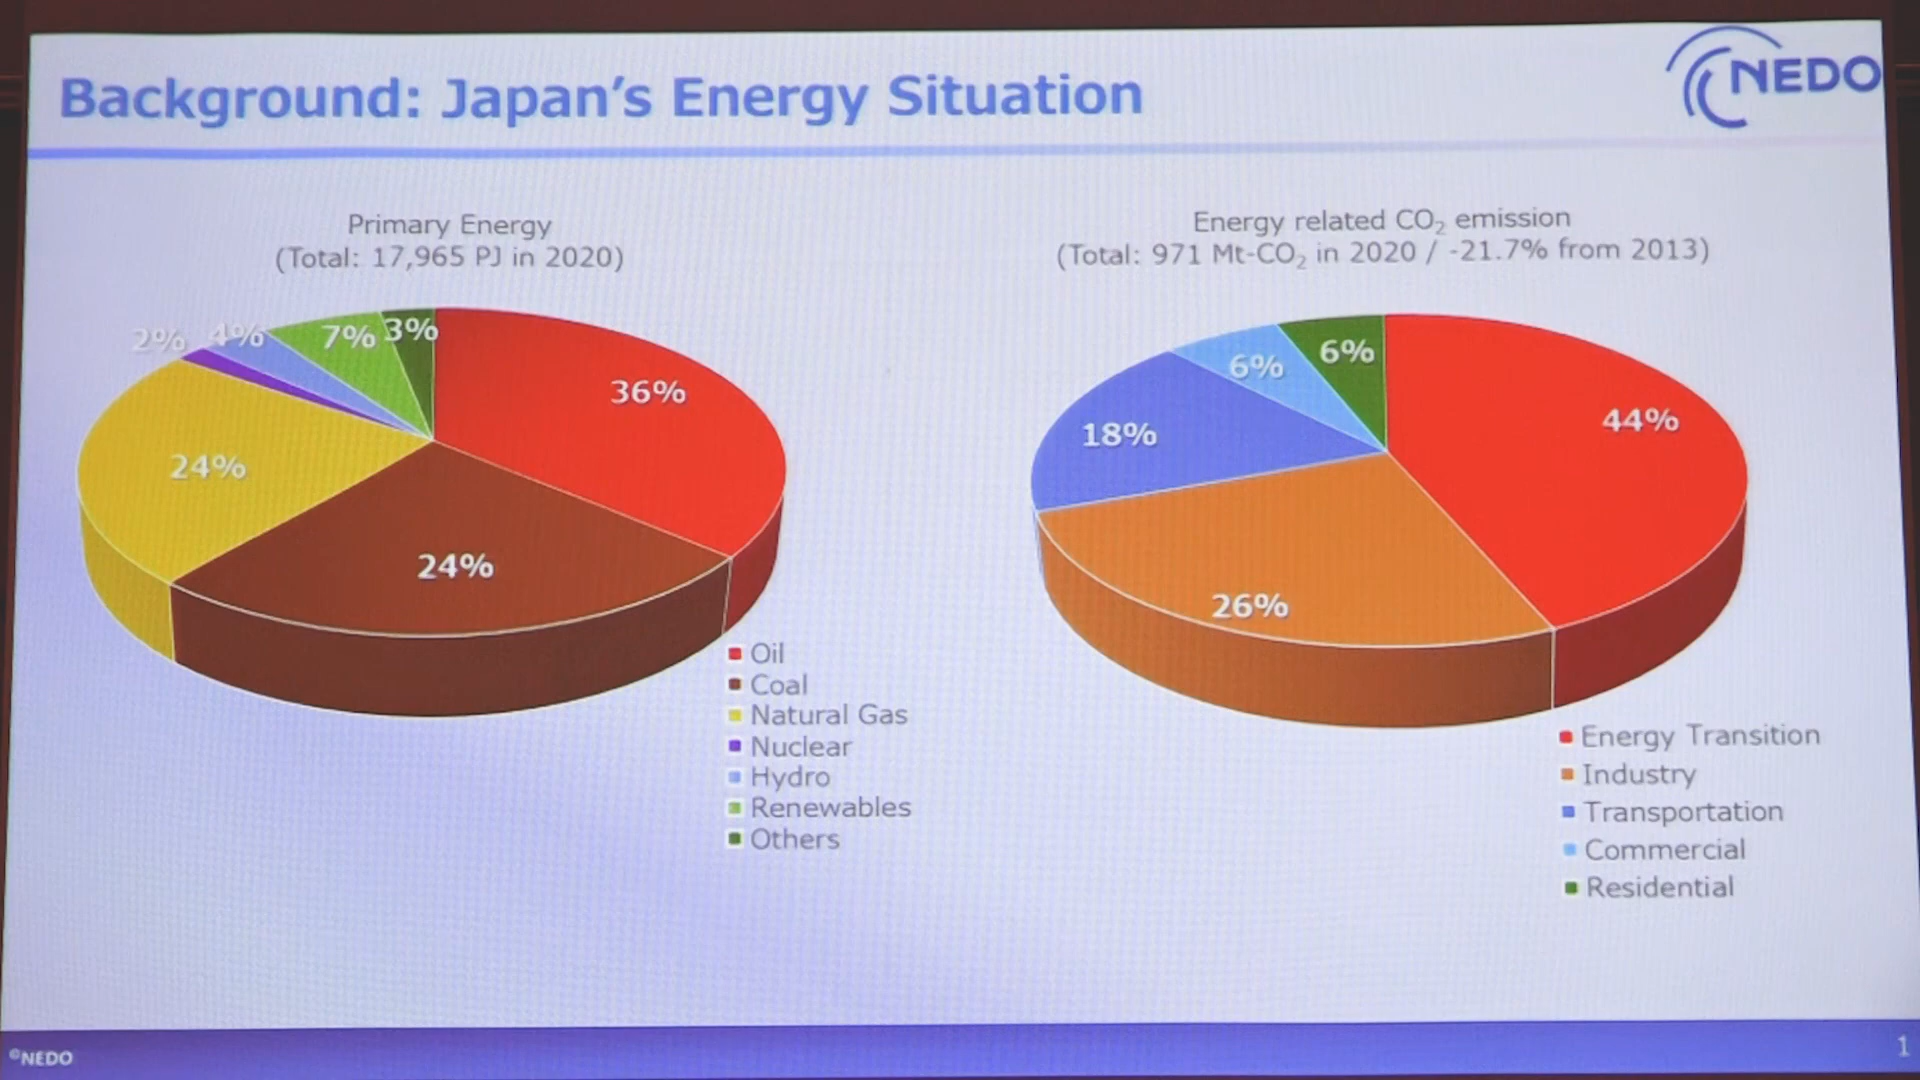 Background: Japan's Energy Situation
NEDO
Primary Energy
(Total: 17,965 PJ in 2020)
2%
4%
7%
3%
36%
24%
24%
Oil
Coal
Natural Gas
Nuclear
Hydro
Renewables
Others
Energy related CO₂ emission
(Total: 971 Mt-CO₂ in 2020 / -21.7% from 2013)
6%
6%
44%
18%
26%
Energy Transition
Industry
Transportation
Commercial
Residential
©NEDO
1